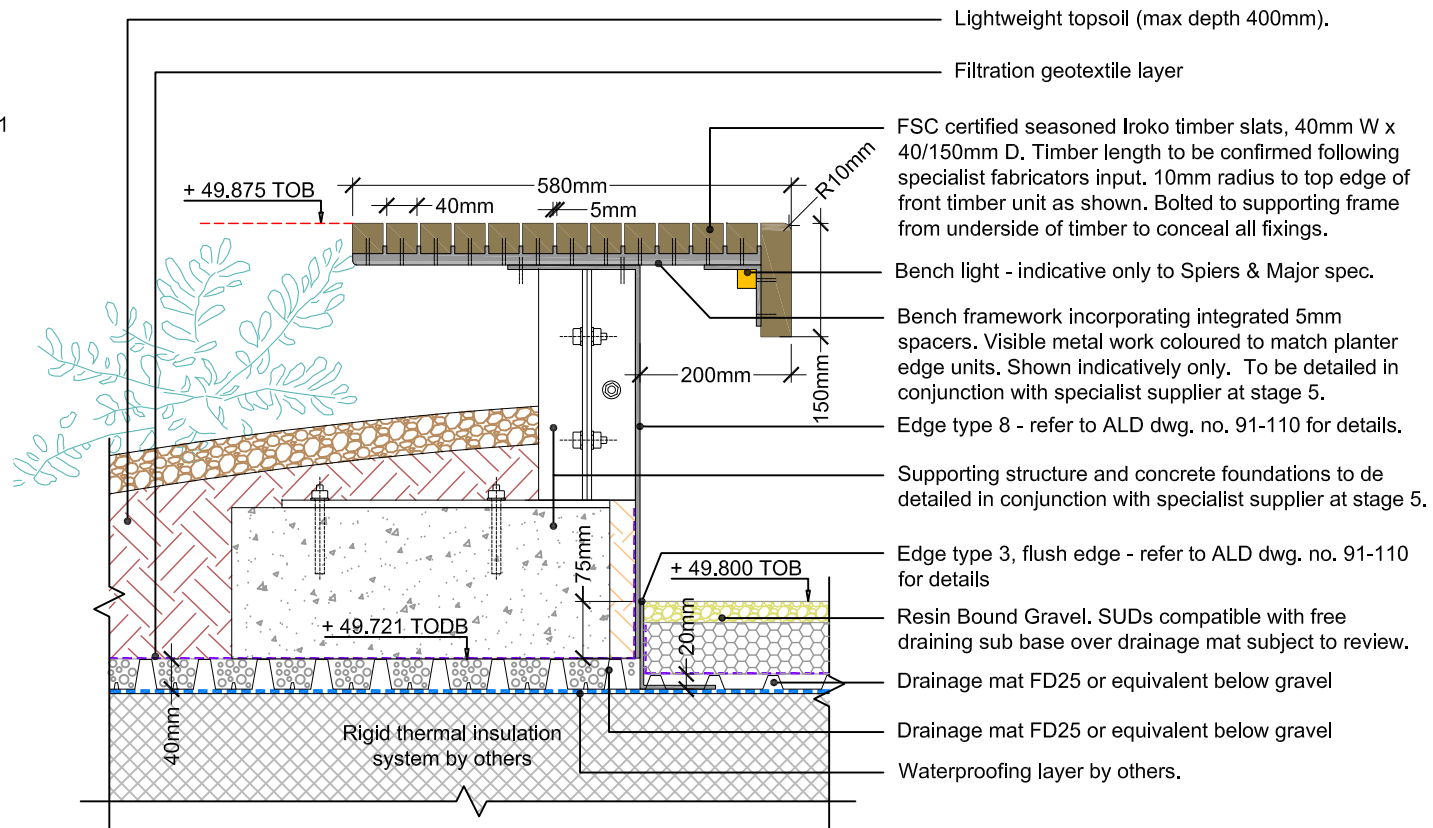 Lightweight topsoil (max depth 400mm).
Filtration geotextile layer
1
FSC certified seasoned Iroko timber slats, 40mm W x
40/150mm D. Timber length to be confirmed following
specialist fabricators input. 10mm radius to top edge of
front timber unit as shown. Bolted to supporting frame
from underside of timber to conceal all fixings.
R10mm
580mm
+ 49.875 TOB
40mm
5mm
Bench light - indicative only to Spiers & Major spec.
Bench framework incorporating integrated 5mm
spacers. Visible metal work coloured to match planter
edge units. Shown indicatively only. To be detailed in
conjunction with specialist supplier at stage 5.
200mm
150mm
Edge type 8 - refer to ALD dwg. no. 91-110 for details.
Supporting structure and concrete foundations to de
detailed in conjunction with specialist supplier at stage 5.
Edge type 3, flush edge - refer to ALD dwg. no. 91-110
for details
75mm
+ 49.800 TOB
Resin Bound Gravel. SUDs compatible with free
draining sub base over drainage mat subject to review.
+ 49.721 TODB
20mm
Drainage mat FD25 or equivalent below gravel
40mm
Rigid thermal insulation
system by others
Drainage mat FD25 or equivalent below gravel
Waterproofing layer by others.